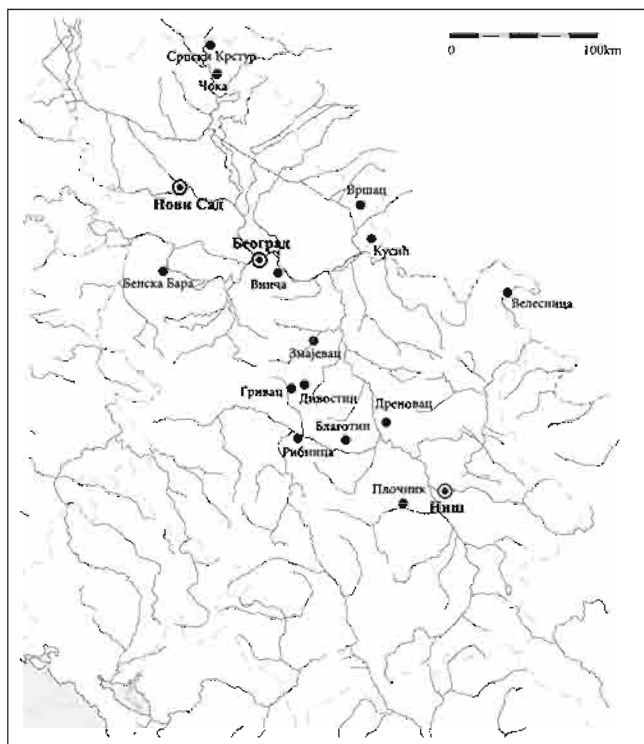 0 100km
Српски Крстур
Чока
Вршац
Нови Сад
Београд
Кусић
Бенска Бара
Винча
Велесница
Змајевац
Гривац
Дивостин
Дреновац
Благотин
Рибница
Плочник
Ниш